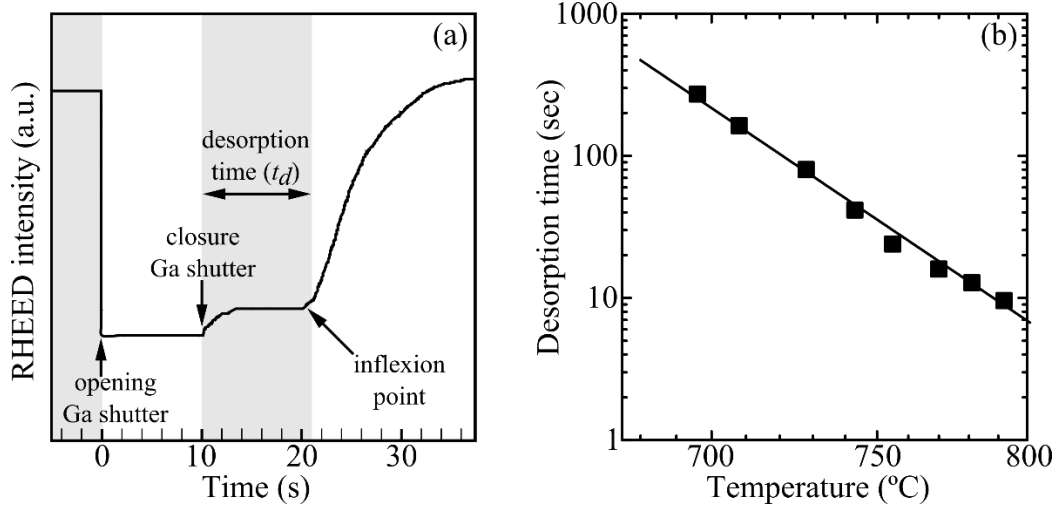 (a)
RHEED intensity (a.u.)
desorption
time (td)
closure
Ga shutter
opening
Ga shutter
inflexion
point
0
10
20
30
Time (s)
(b)
Desorption time (sec)
1000
100
10
1
700
750
800
Temperature (ºC)